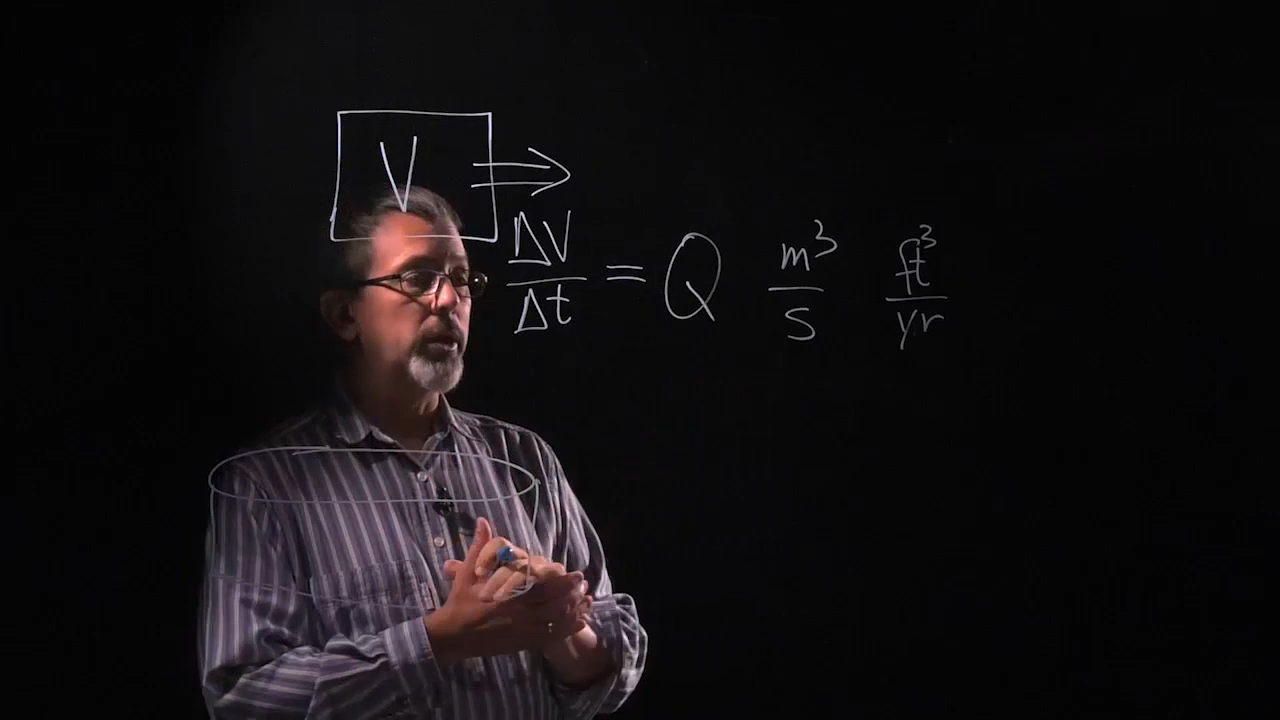 V
ΔV/Δt = Q m³/s ft³/yr